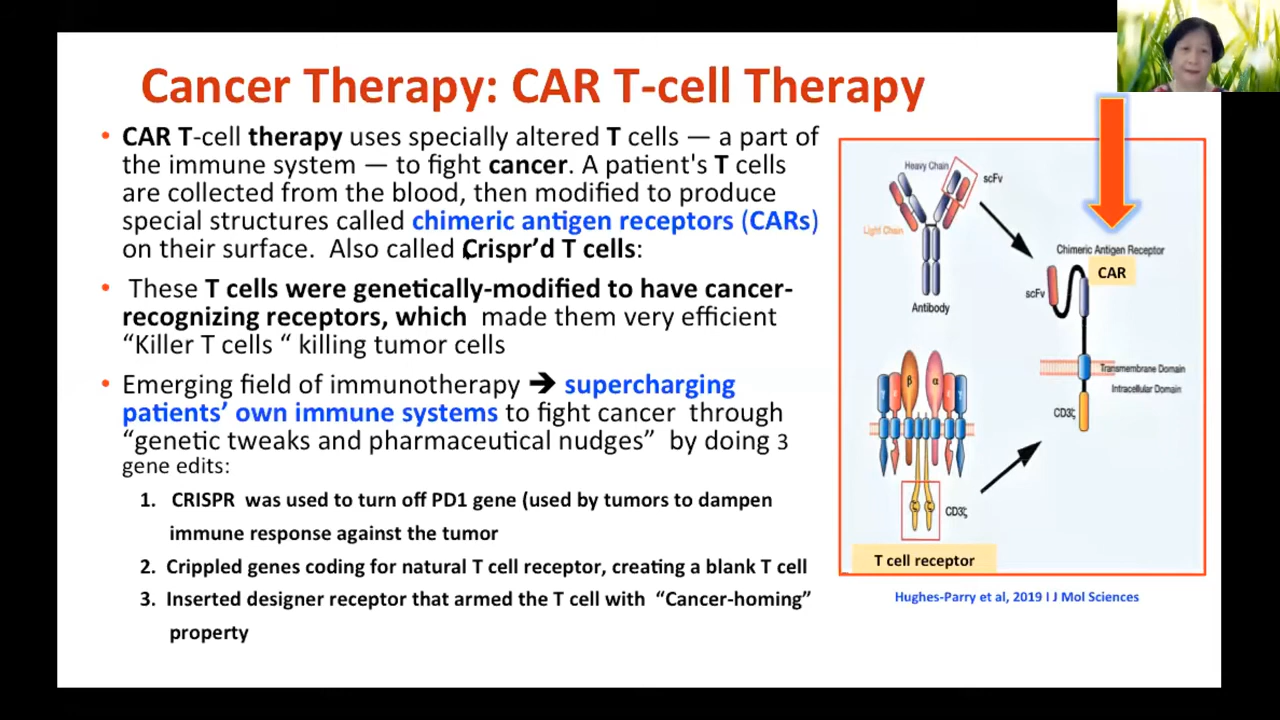 Cancer Therapy: CAR T-cell Therapy
• CAR T-cell therapy uses specially altered T cells — a part of
the immune system — to fight cancer. A patient's T cells
are collected from the blood, then modified to produce
special structures called chimeric antigen receptors (CARs)
on their surface. Also called Crispr’d T cells:
• These T cells were genetically-modified to have cancer-
recognizing receptors, which made them very efficient
“Killer T cells “ killing tumor cells
• Emerging field of immunotherapy ➔ supercharging
patients’ own immune systems to fight cancer through
“genetic tweaks and pharmaceutical nudges” by doing 3
gene edits:
1. CRISPR was used to turn off PD1 gene (used by tumors to dampen
immune response against the tumor
2. Crippled genes coding for natural T cell receptor, creating a blank T cell
3. Inserted designer receptor that armed the T cell with “Cancer-homing”
property
Heavy Chain
scFv
Light Chain
Antibody
Chimeric Antigen Receptor
CAR
scFv
Transmembrane Domain
Intracellular Domain
CD3ζ
β α
CD3ζ
T cell receptor
Hughes-Parry et al, 2019 I J Mol Sciences